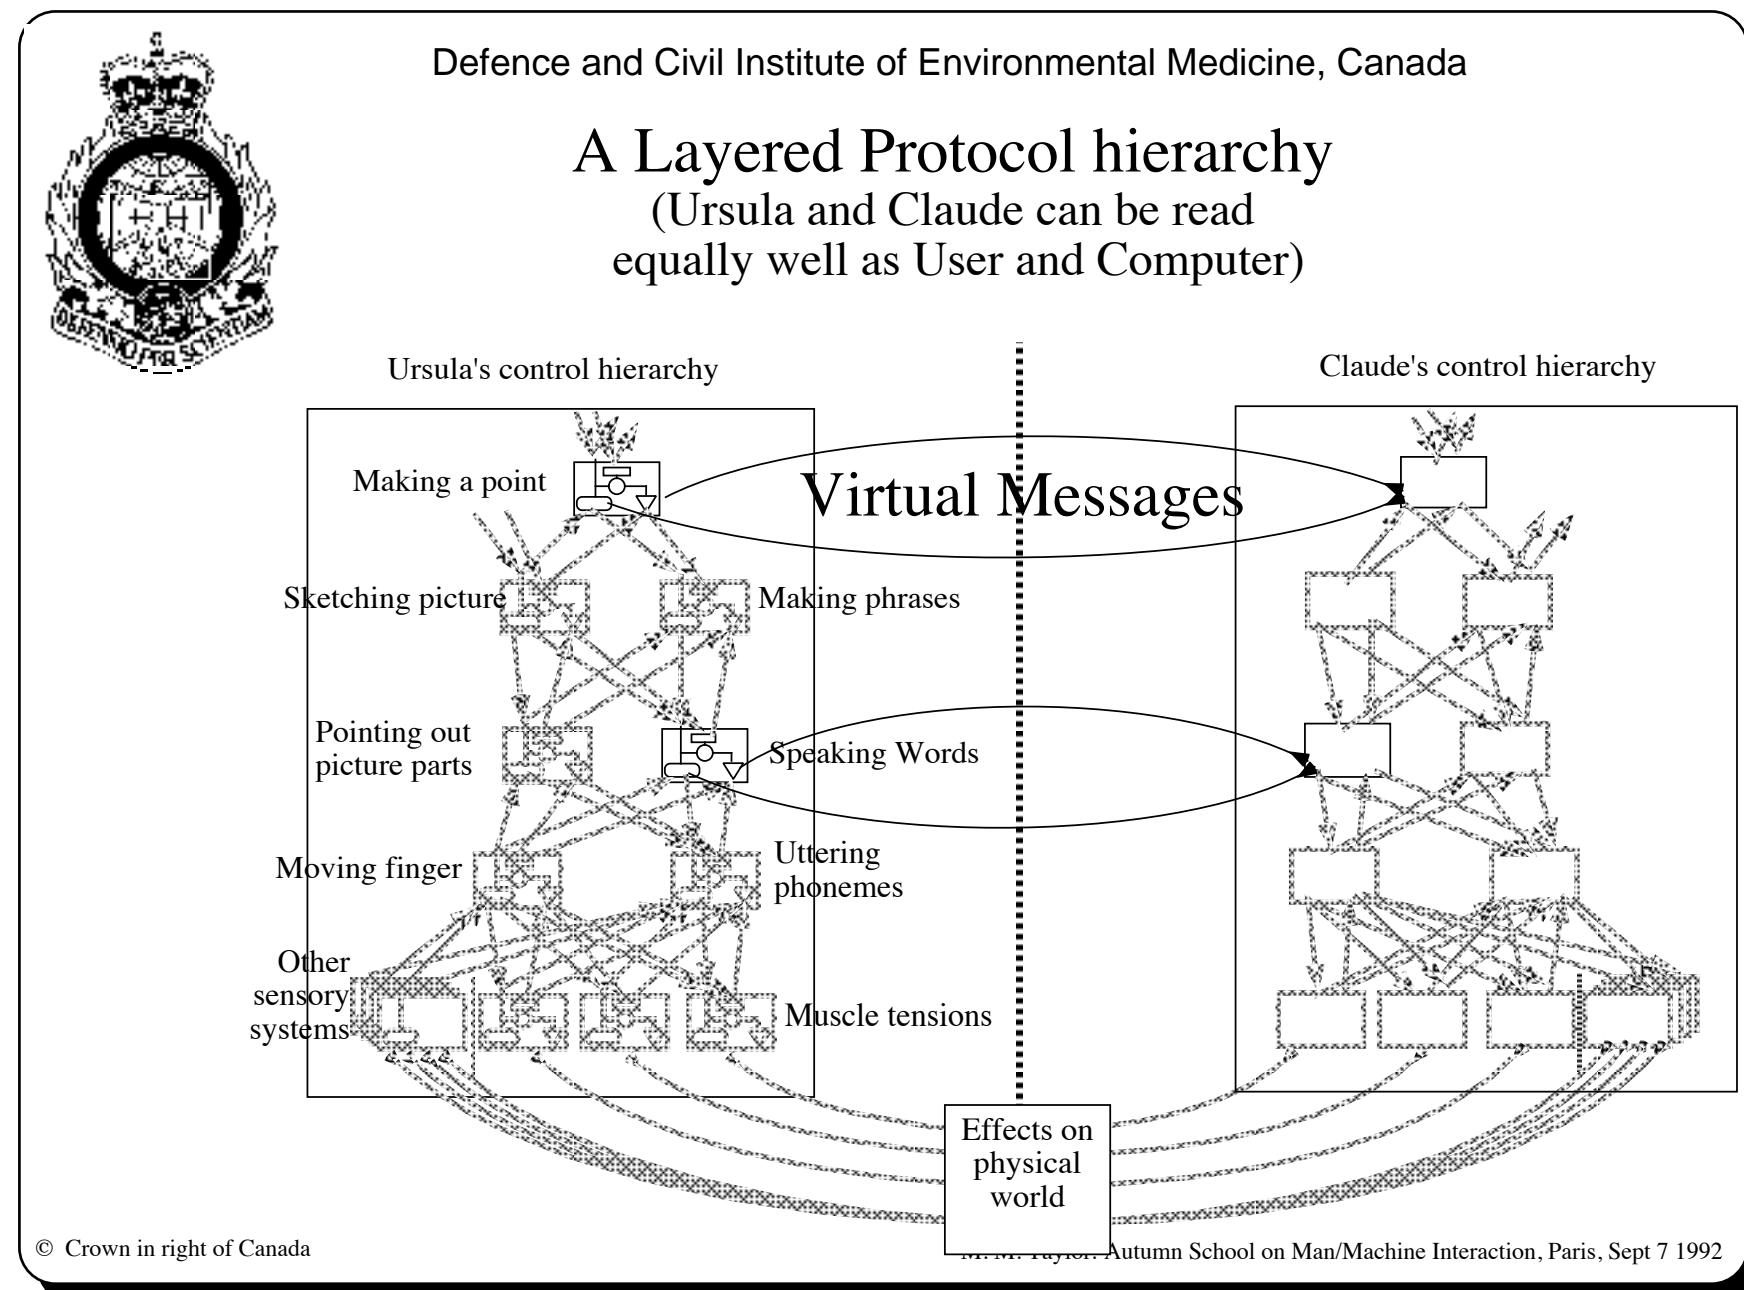 Defence and Civil Institute of Environmental Medicine, Canada
A Layered Protocol hierarchy
(Ursula and Claude can be read
equally well as User and Computer)
Ursula's control hierarchy
Claude's control hierarchy
Making a point
Virtual Messages
Sketching picture
Making phrases
Pointing out
picture parts
Speaking Words
Moving finger
Uttering
phonemes
Other
sensory
systems
Muscle tensions
Effects on
physical
world
© Crown in right of Canada
M. M. Taylor: Autumn School on Man/Machine Interaction, Paris, Sept 7 1992